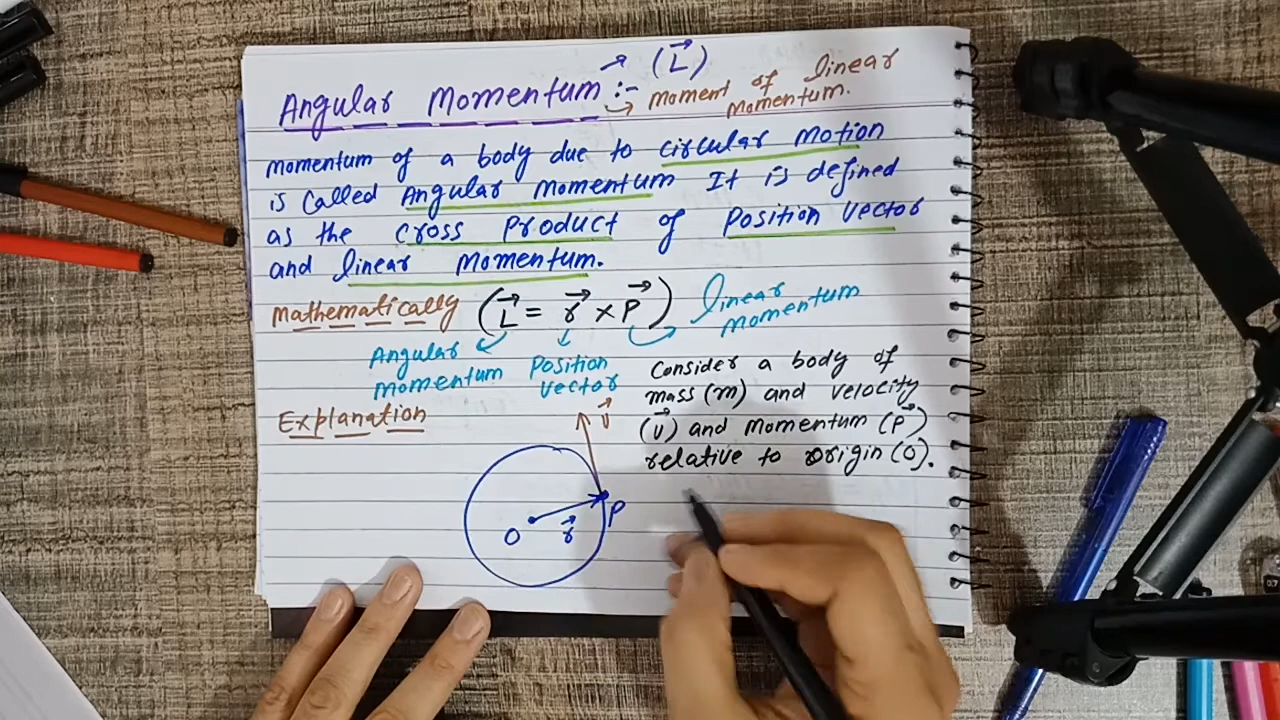 Angular Momentum :- → (L⃗)
↪ Moment of linear
Momentum.
Momentum of a body due to circular motion
is called Angular momentum It is defined
as the cross product of position vector
and linear momentum.
Mathematically (L⃗ = r⃗ × P⃗) linear
momentum
Angular
momentum
Position
vector
Consider a body of
mass (m) and velocity
(v⃗) and momentum (P⃗)
relative to origin (O).
Explanation
v⃗
P
O
r⃗
0.7